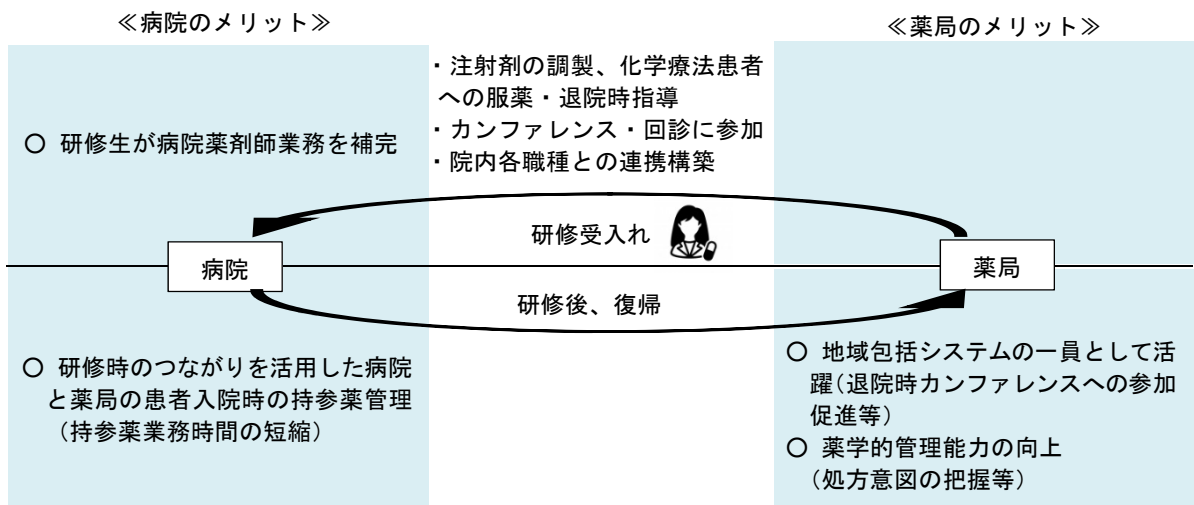 ≪病院のメリット≫
≪薬局のメリット≫
〇 研修生が病院薬剤師業務を補完
・注射剤の調製、化学療法患者
への服薬・退院時指導
・カンファレンス・回診に参加
・院内各職種との連携構築
研修受入れ
病院
薬局
研修後、復帰
〇 研修時のつながりを活用した病院
と薬局の患者入院時の持参薬管理
（持参薬業務時間の短縮）
〇 地域包括システムの一員として活
躍（退院時カンファレンスへの参加
促進等）
〇 薬学的管理能力の向上
（処方意図の把握等）